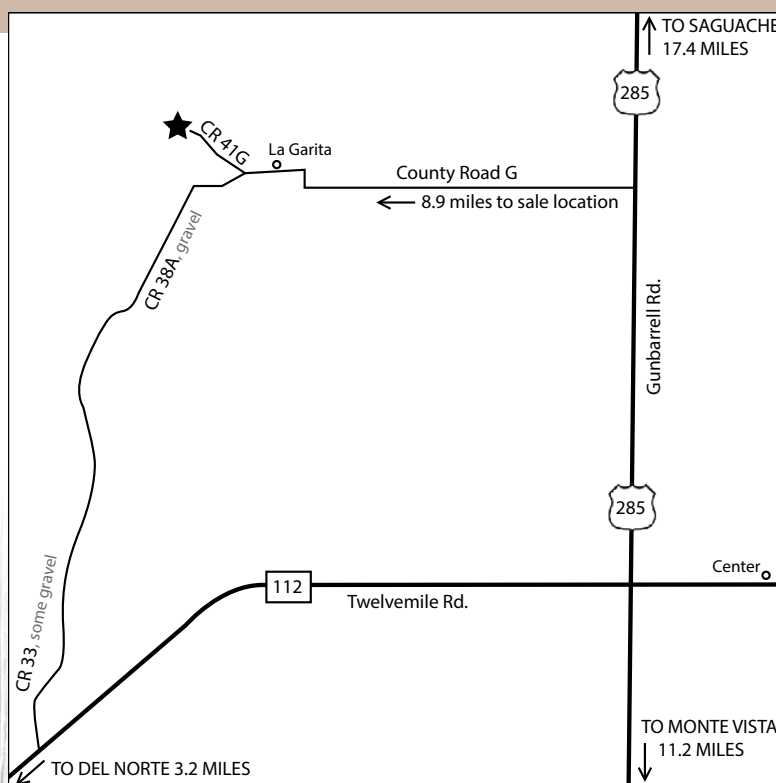 TO SAGUACHE
17.4 MILES
285
CR 41G
La Garita
County Road G
8.9 miles to sale location
CR 38A, gravel
Gunbarrell Rd.
285
Center
112
Twelvemile Rd.
CR 33, some gravel
TO MONTE VISTA
11.2 MILES
TO DEL NORTE 3.2 MILES